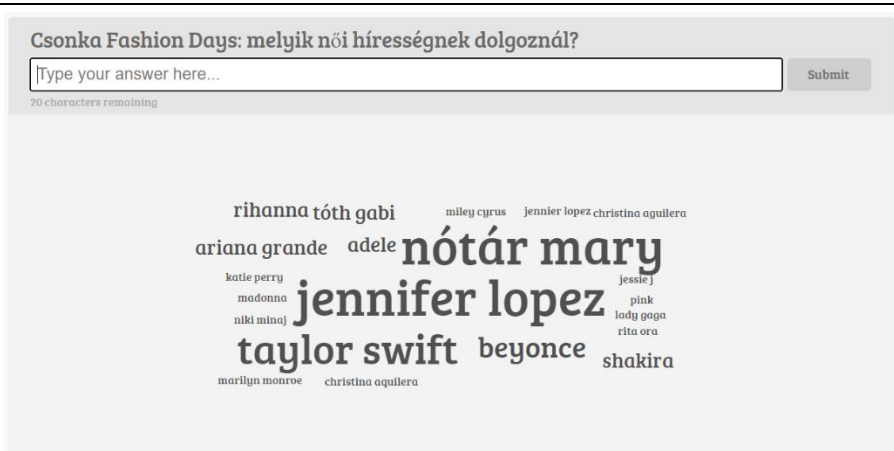 Csonka Fashion Days: melyik női hírességnek dolgoznál?
Type your answer here...
Submit
20 characters remaining
rihanna tóth gabi miley cyrus jennier lopez christina aguilera
ariana grande adele nótár mary
katie perry jessie j
madonna jennifer lopez pink
niki minaj lady gaga
rita ora
taylor swift beyonce shakira
marilyn monroe christina aquilera